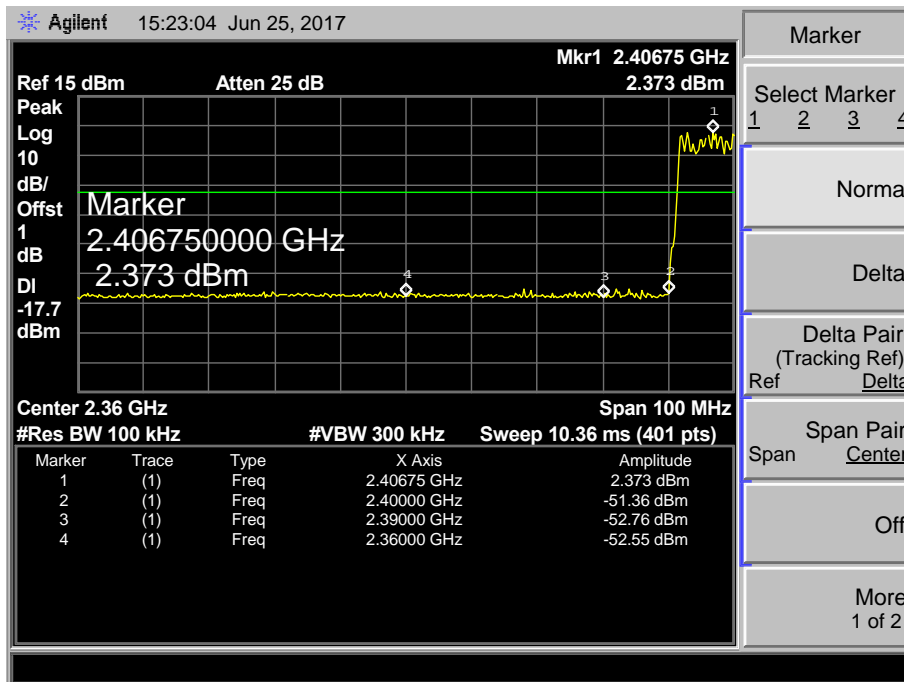 Agilent 15:23:04 Jun 25, 2017
Mkr1 2.40675 GHz
Ref 15 dBm Atten 25 dB 2.373 dBm
Peak
Log
10
dB/
Offst
1
dB
DI
-17.7
dBm
1
Marker
2.406750000 GHz
2.373 dBm
4 3 2
Center 2.36 GHz Span 100 MHz
#Res BW 100 kHz #VBW 300 kHz Sweep 10.36 ms (401 pts)
Marker Trace Type X Axis Amplitude
1 (1) Freq 2.40675 GHz 2.373 dBm
2 (1) Freq 2.40000 GHz -51.36 dBm
3 (1) Freq 2.39000 GHz -52.76 dBm
4 (1) Freq 2.36000 GHz -52.55 dBm
Marker
Select Marker
1 2 3 4
Norma
Delta
Delta Pair
(Tracking Ref)
Ref Delta
Span Pair
Span Center
Off
More
1 of 2